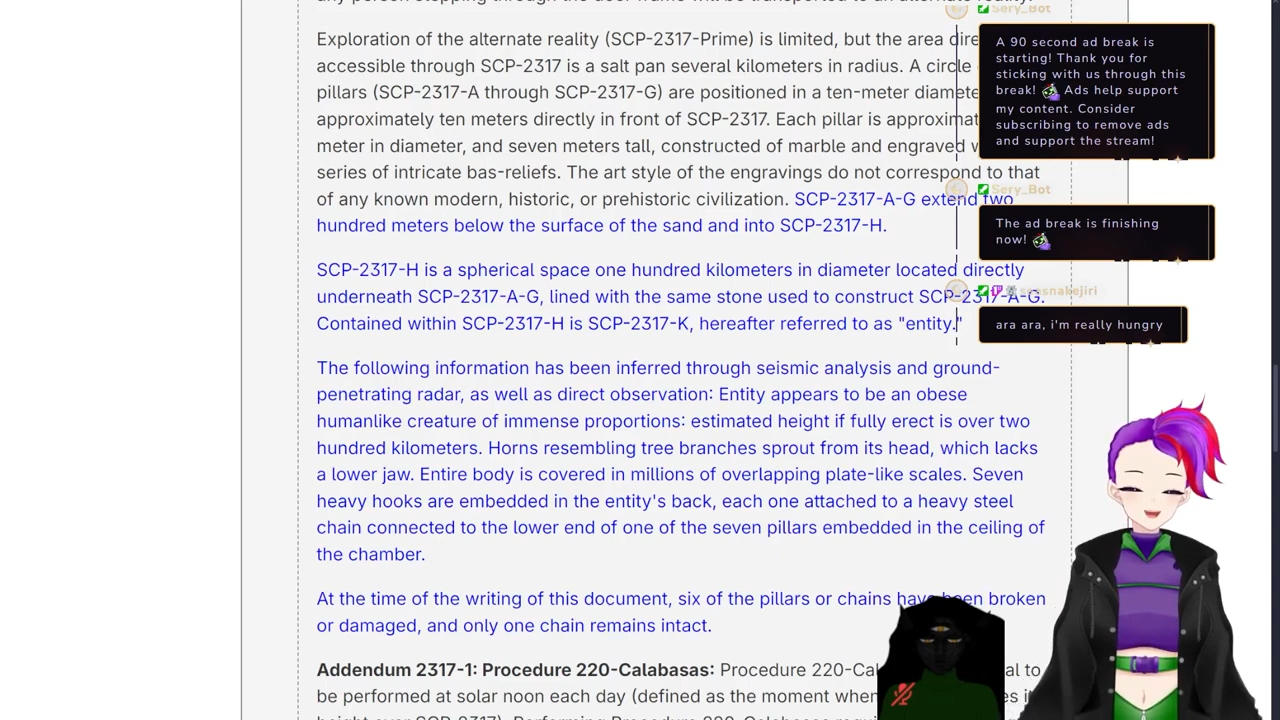 Exploration of the alternate reality (SCP-2317-Prime) is limited, but the area dire
accessible through SCP-2317 is a salt pan several kilometers in radius. A circle
pillars (SCP-2317-A through SCP-2317-G) are positioned in a ten-meter diamete
approximately ten meters directly in front of SCP-2317. Each pillar is approximat
meter in diameter, and seven meters tall, constructed of marble and engraved w
series of intricate bas-reliefs. The art style of the engravings do not correspond to that
of any known modern, historic, or prehistoric civilization. SCP-2317-A-G extend two
hundred meters below the surface of the sand and into SCP-2317-H.
SCP-2317-H is a spherical space one hundred kilometers in diameter located directly
underneath SCP-2317-A-G, lined with the same stone used to construct SCP-2317-A-G.
Contained within SCP-2317-H is SCP-2317-K, hereafter referred to as "entity."
The following information has been inferred through seismic analysis and ground-
penetrating radar, as well as direct observation: Entity appears to be an obese
humanlike creature of immense proportions: estimated height if fully erect is over two
hundred kilometers. Horns resembling tree branches sprout from its head, which lacks
a lower jaw. Entire body is covered in millions of overlapping plate-like scales. Seven
heavy hooks are embedded in the entity's back, each one attached to a heavy steel
chain connected to the lower end of one of the seven pillars embedded in the ceiling of
the chamber.
At the time of the writing of this document, six of the pillars or chains have been broken
or damaged, and only one chain remains intact.
Addendum 2317-1: Procedure 220-Calabasas: Procedure 220-Cal al to
be performed at solar noon each day (defined as the moment when
Sery_Bot
A 90 second ad break is
starting! Thank you for
sticking with us through this
break! Ads help support
my content. Consider
subscribing to remove ads
and support the stream!
Sery_Bot
The ad break is finishing
now!
ara ara, i'm really hungry